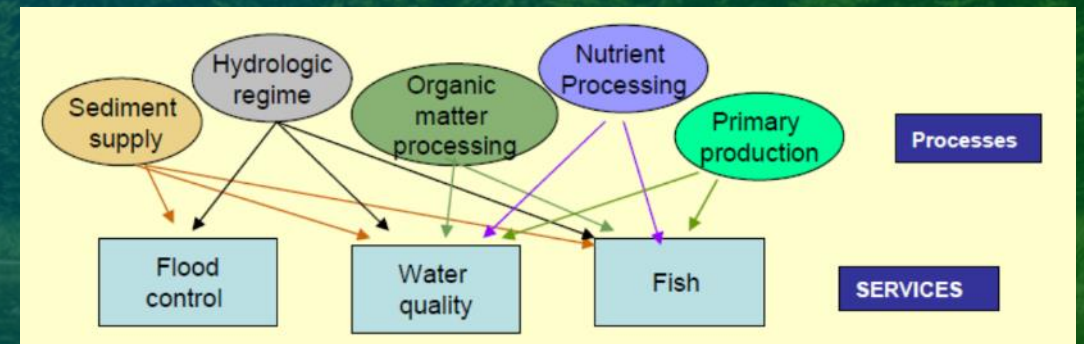 Sediment
supply
Hydrologic
regime
Organic
matter
processing
Nutrient
Processing
Primary
production
Processes
Flood
control
Water
quality
Fish
SERVICES